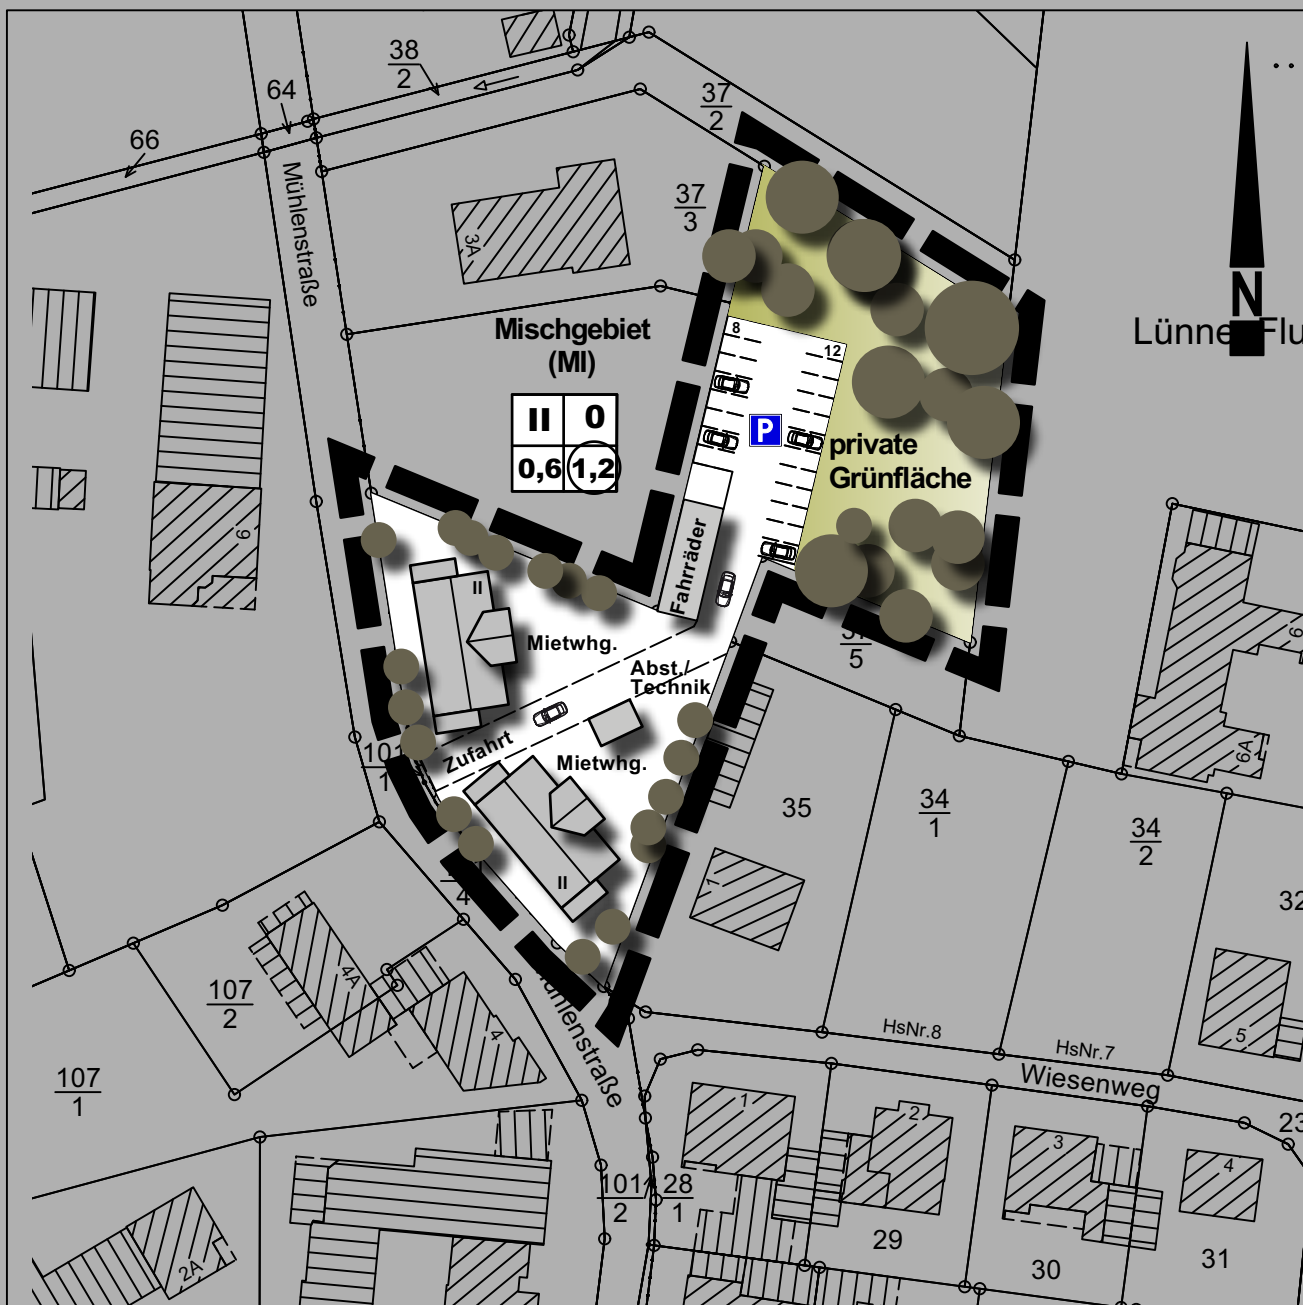 38
2
64
66
37
2
37
3
Mühlenstraße
3A
N
Mischgebiet
(MI)
II 0
0,6 1,2
8
12
P
private
Grünfläche
Fahrräder
6
II
Mietwhg.
Abst./
Technik
Zufahrt
Mietwhg.
II
5
101
1
4
35
34
1
34
2
32
6
6A
1
5
4A
4
107
2
107
1
HsNr.8
HsNr.7
Wiesenweg
1
2
3
4
23
101
2
28
1
29
30
31
2A